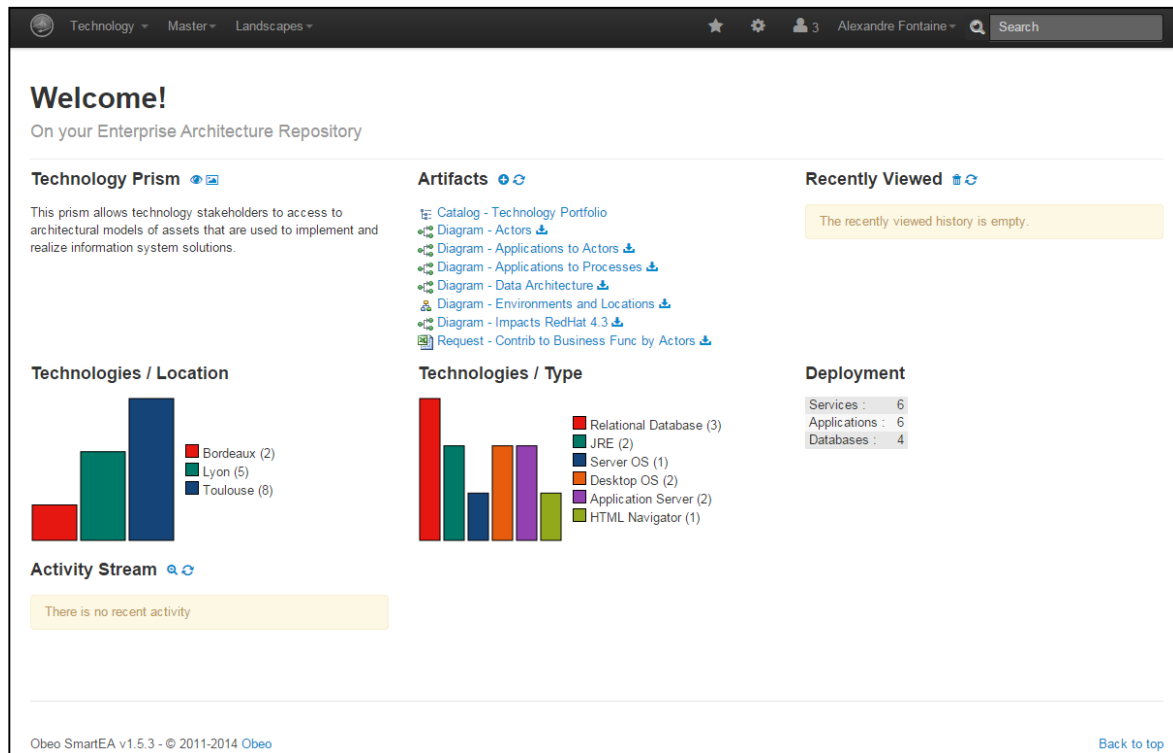 Technology Master Landscapes 3 Alexandre Fontaine Search
Welcome!
On your Enterprise Architecture Repository
Technology Prism
This prism allows technology stakeholders to access to
architectural models of assets that are used to implement and
realize information system solutions.
Artifacts
Catalog - Technology Portfolio
Diagram - Actors
Diagram - Applications to Actors
Diagram - Applications to Processes
Diagram - Data Architecture
Diagram - Environments and Locations
Diagram - Impacts RedHat 4.3
Request - Contrib to Business Func by Actors
Recently Viewed
The recently viewed history is empty.
Technologies / Location
Bordeaux (2)
Lyon (5)
Toulouse (8)
Technologies / Type
Relational Database (3)
JRE (2)
Server OS (1)
Desktop OS (2)
Application Server (2)
HTML Navigator (1)
Deployment
Services : 6
Applications : 6
Databases : 4
Activity Stream
There is no recent activity
Obeo SmartEA v1.5.3 - © 2011-2014 Obeo
Back to top